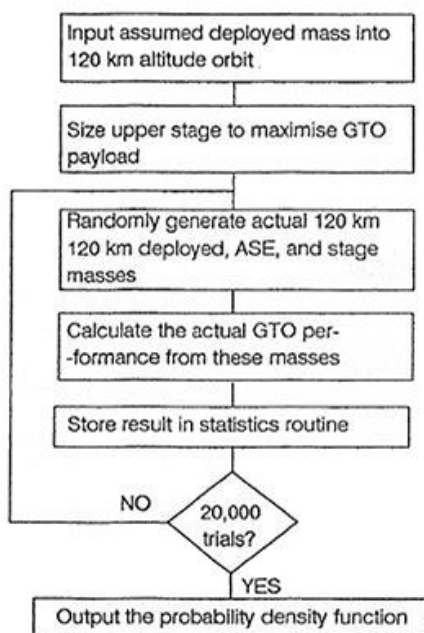 Input assumed deployed mass into
120 km altitude orbit
Size upper stage to maximise GTO
payload
Randomly generate actual 120 km
120 km deployed, ASE, and stage
masses
Calculate the actual GTO per-
-formance from these masses
Store result in statistics routine
NO
20,000
trials?
YES
Output the probability density function